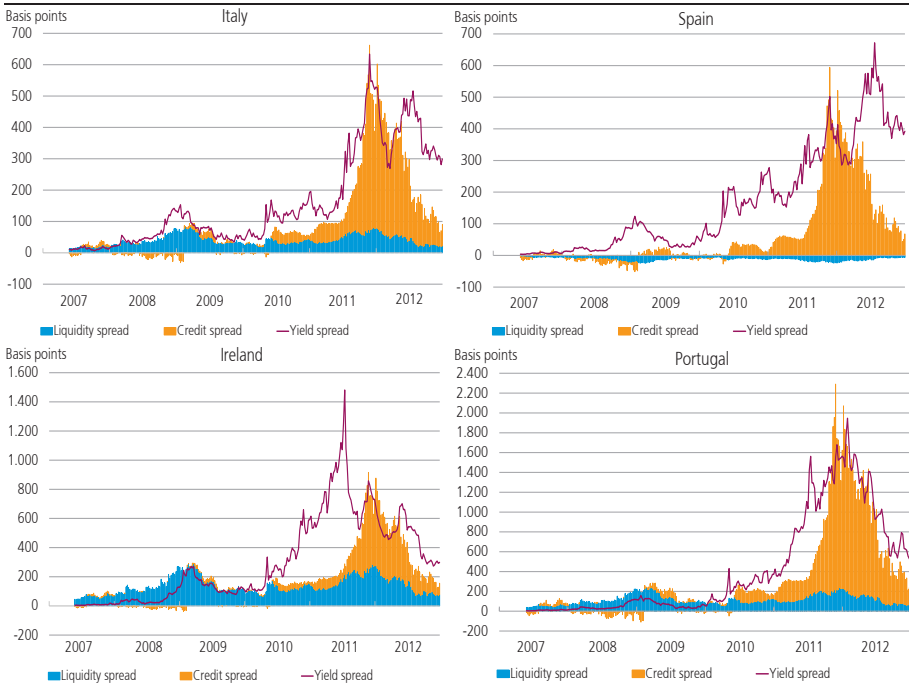 Italy
Basis points
700
600
500
400
300
200
100
0
-100
2007 2008 2009 2010 2011 2012
Liquidity spread Credit spread Yield spread
Spain
Basis points
700
600
500
400
300
200
100
0
-100
2007 2008 2009 2010 2011 2012
Liquidity spread Credit spread Yield spread
Ireland
Basis points
1.600
1.400
1.200
1.000
800
600
400
200
0
-200
2007 2008 2009 2010 2011 2012
Liquidity spread Credit spread Yield spread
Portugal
Basis points
2.400
2.200
2.000
1.800
1.600
1.400
1.200
1.000
800
600
400
200
0
-200
2007 2008 2009 2010 2011 2012
Liquidity spread Credit spread Yield spread